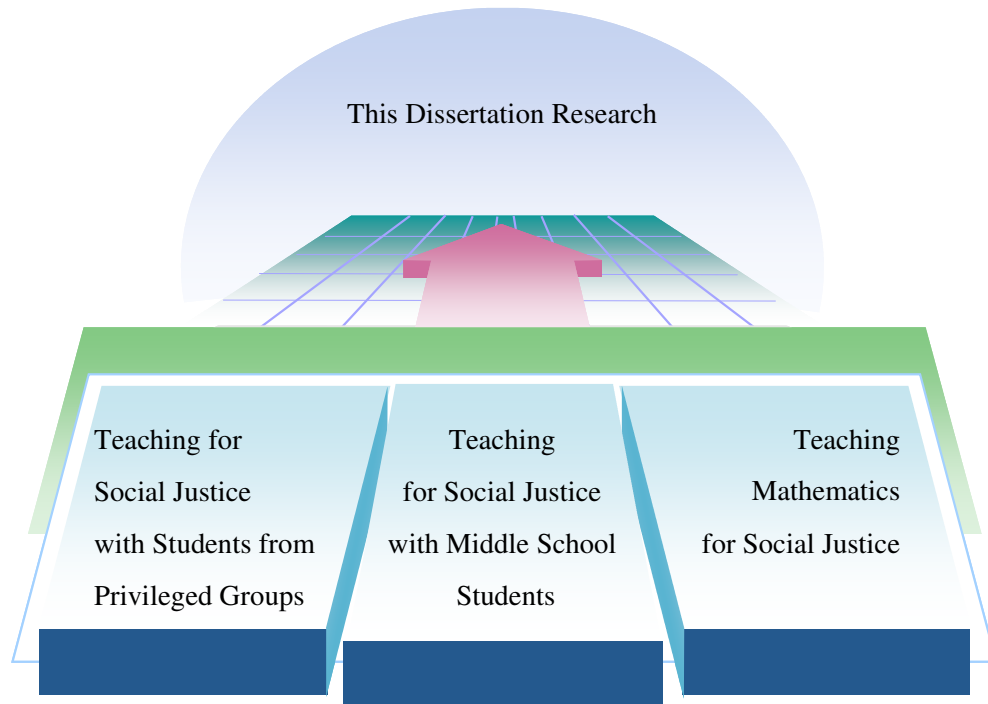 This Dissertation Research
Teaching for
Social Justice
with Students from
Privileged Groups
Teaching
for Social Justice
with Middle School
Students
Teaching
Mathematics
for Social Justice